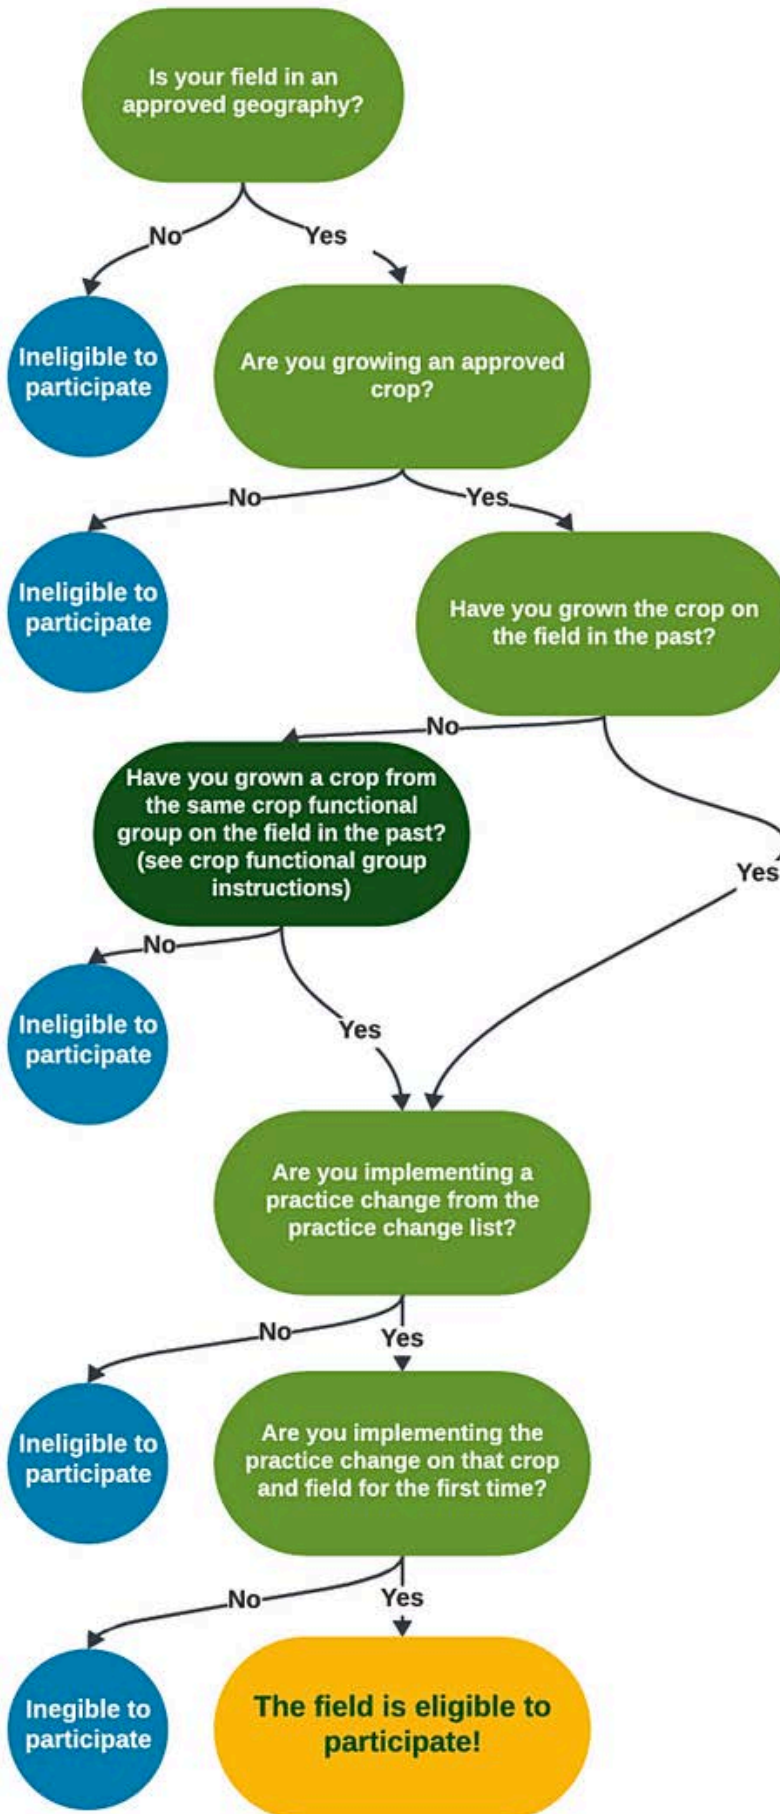 Is your field in an
approved geography?
No
Yes
Ineligible to
participate
Are you growing an approved
crop?
No
Yes
Ineligible to
participate
Have you grown the crop on
the field in the past?
No
Have you grown a crop from
the same crop functional
group on the field in the past?
(see crop functional group
instructions)
Yes
No
Ineligible to
participate
Yes
Are you implementing a
practice change from the
practice change list?
No
Yes
Ineligible to
participate
Are you implementing the
practice change on that crop
and field for the first time?
No
Yes
Inegible to
participate
The field is eligible to
participate!